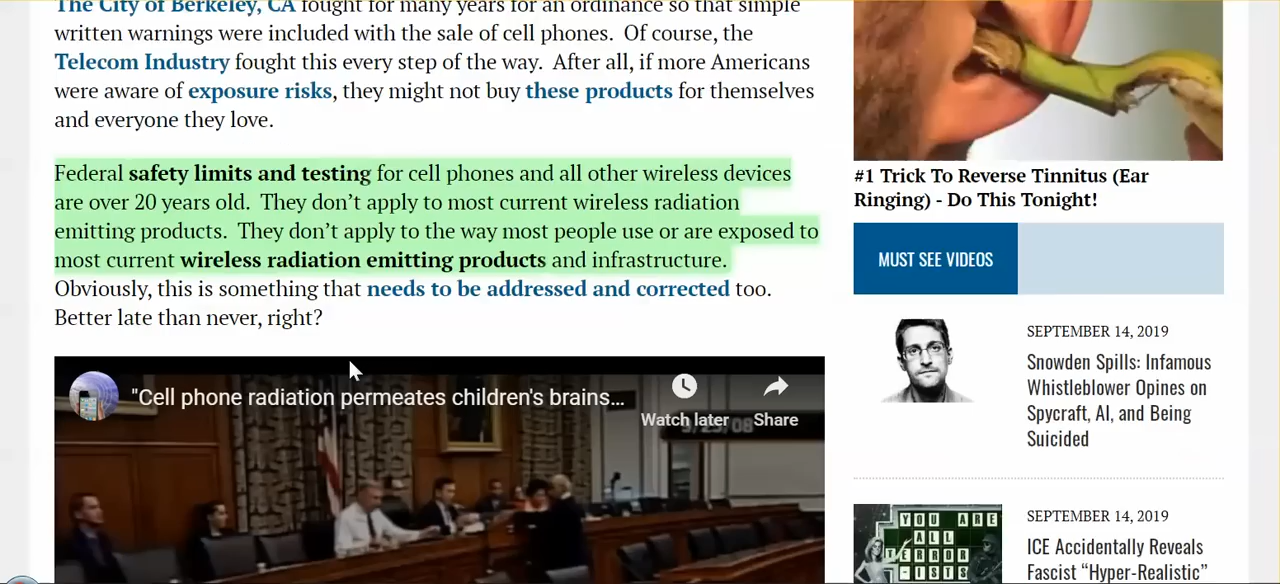 The City of Berkeley, CA fought for many years for an ordinance so that simple
written warnings were included with the sale of cell phones.  Of course, the
Telecom Industry fought this every step of the way.  After all, if more Americans
were aware of exposure risks, they might not buy these products for themselves
and everyone they love.
Federal safety limits and testing for cell phones and all other wireless devices
are over 20 years old.  They don’t apply to most current wireless radiation
emitting products.  They don’t apply to the way most people use or are exposed to
most current wireless radiation emitting products and infrastructure.
Obviously, this is something that needs to be addressed and corrected too.
Better late than never, right?
"Cell phone radiation permeates children's brains...
Watch later
Share
#1 Trick To Reverse Tinnitus (Ear
Ringing) - Do This Tonight!
MUST SEE VIDEOS
SEPTEMBER 14, 2019
Snowden Spills: Infamous
Whistleblower Opines on
Spycraft, AI, and Being
Suicided
YOU ARE
ALL
TERROR
-ISTS
SEPTEMBER 14, 2019
ICE Accidentally Reveals
Fascist “Hyper-Realistic”